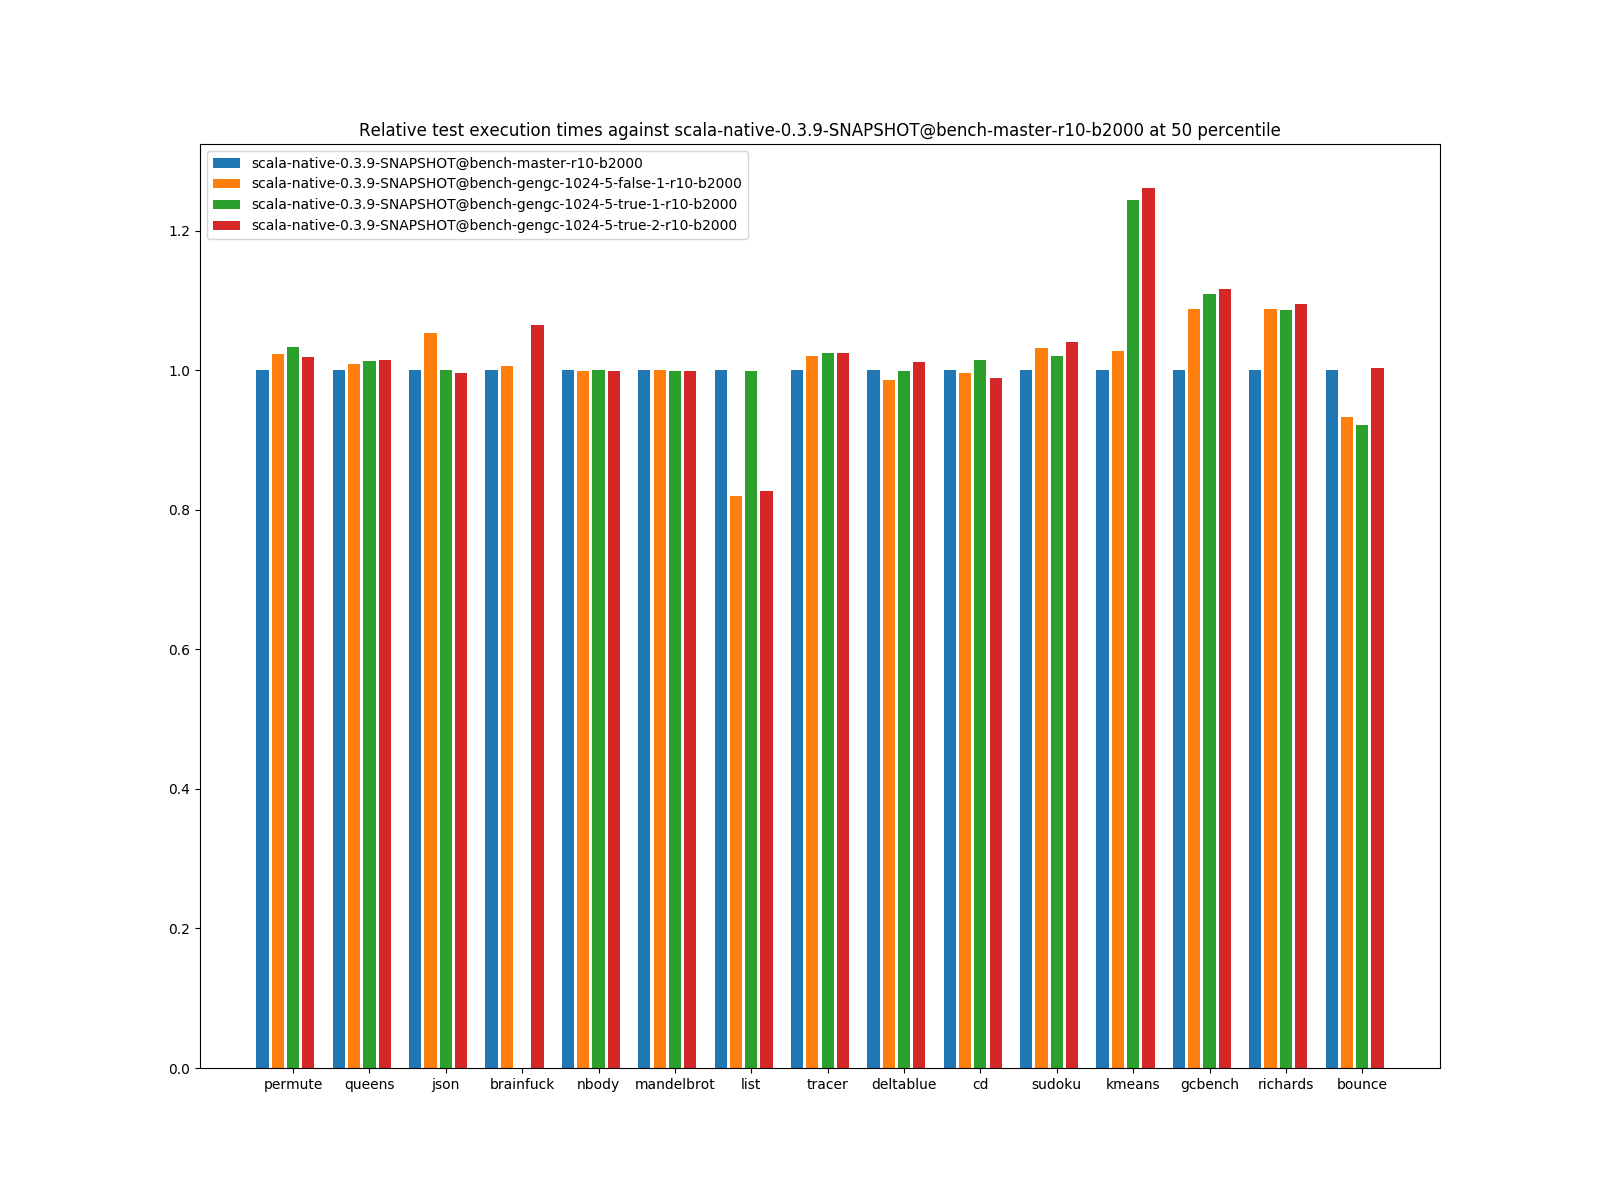 Relative test execution times against scala-native-0.3.9-SNAPSHOT@bench-master-r10-b2000 at 50 percentile
scala-native-0.3.9-SNAPSHOT@bench-master-r10-b2000
scala-native-0.3.9-SNAPSHOT@bench-gengc-1024-5-false-1-r10-b2000
scala-native-0.3.9-SNAPSHOT@bench-gengc-1024-5-true-1-r10-b2000
scala-native-0.3.9-SNAPSHOT@bench-gengc-1024-5-true-2-r10-b2000
1.2
1.0
0.8
0.6
0.4
0.2
0.0
permute queens json brainfuck nbody mandelbrot list tracer deltablue cd sudoku kmeans gcbench richards bounce